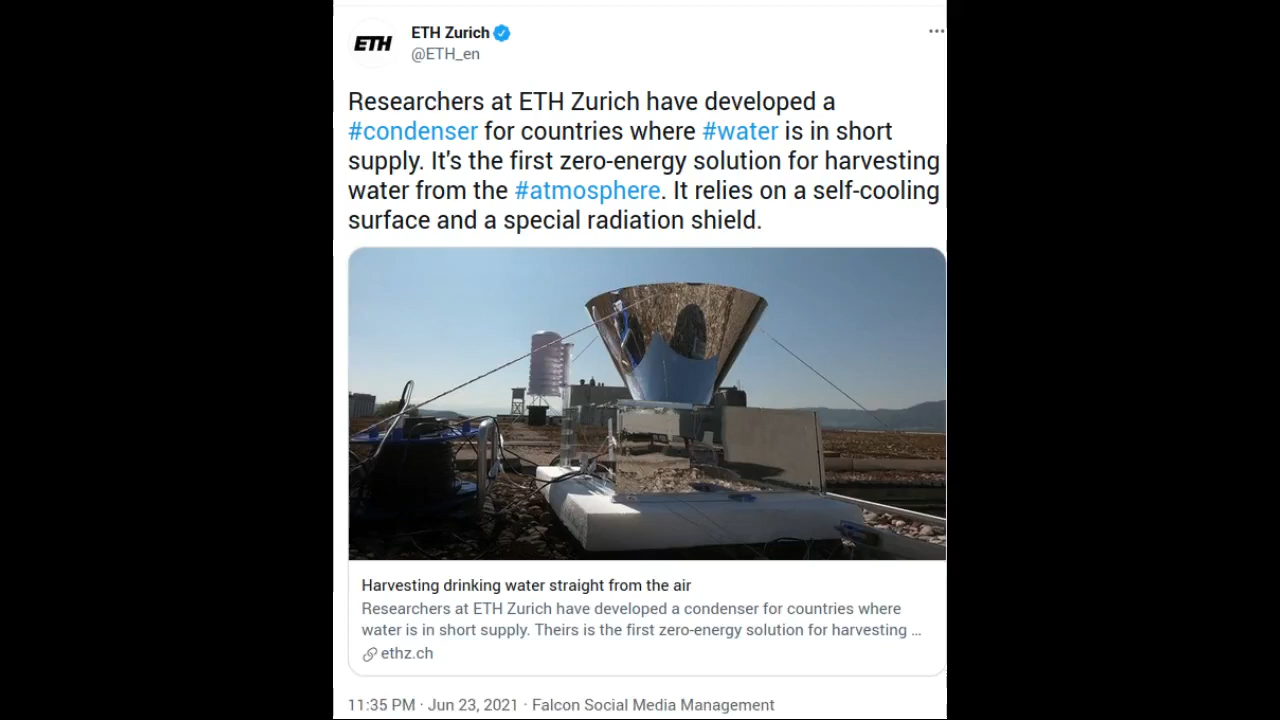 ETH
ETH Zurich
@ETH_en
Researchers at ETH Zurich have developed a
#condenser for countries where #water is in short
supply. It's the first zero-energy solution for harvesting
water from the #atmosphere. It relies on a self-cooling
surface and a special radiation shield.
Harvesting drinking water straight from the air
Researchers at ETH Zurich have developed a condenser for countries where
water is in short supply. Theirs is the first zero-energy solution for harvesting ...
ethz.ch
11:35 PM · Jun 23, 2021 · Falcon Social Media Management